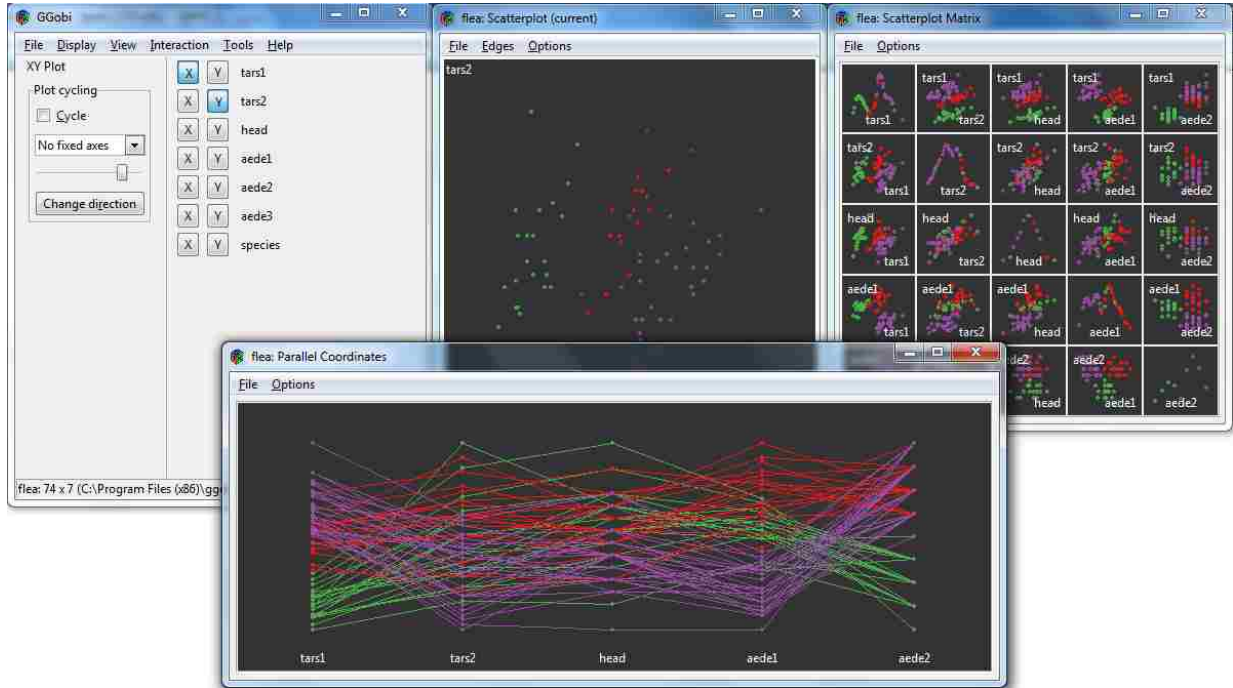 GGobi
File Display View Interaction Tools Help
XY Plot
Plot cycling
Cycle
No fixed axes
Change direction
X Y tars1
X Y tars2
X Y head
X Y aede1
X Y aede2
X Y aede3
X Y species
flea: 74 x 7 (C:\Program Files (x86)\ggo
flea: Scatterplot (current)
File Edges Options
tars2
flea: Scatterplot Matrix
File Options
tars1
tars1 tars2
tars1 head
tars1 aede1
tars1 aede2
tars2 tars1
tars2
tars2 head
tars2 aede1
tars2 aede2
head tars1
head tars2
head
head aede1
head aede2
aede1 tars1
aede1 tars2
aede1 head
aede1
aede1 aede2
aede2 head
aede2 aede1
aede2
flea: Parallel Coordinates
File Options
tars1 tars2 head aede1 aede2